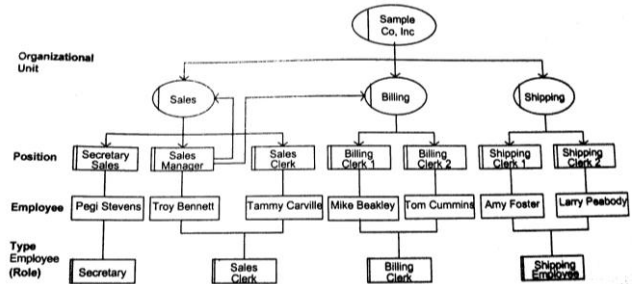 Sample
Co, Inc
Organizational
Unit
Sales
Billing
Shipping
Position
Secretary
Sales
Sales
Manager
Sales
Clerk
Billing
Clerk 1
Billing
Clerk 2
Shipping
Clerk 1
Shipping
Clerk 2
Employee
Pegi Stevens
Troy Bennett
Tammy Carville
Mike Beakley
Tom Cummins
Amy Foster
Larry Peabody
Type
Employee
(Role)
Secretary
Sales
Clerk
Billing
Clerk
Shipping
Employee